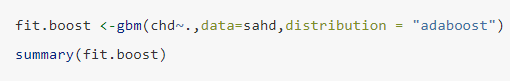 fit.boost <-gbm(chd~.,data=sahd,distribution = "adaboost")
summary(fit.boost)